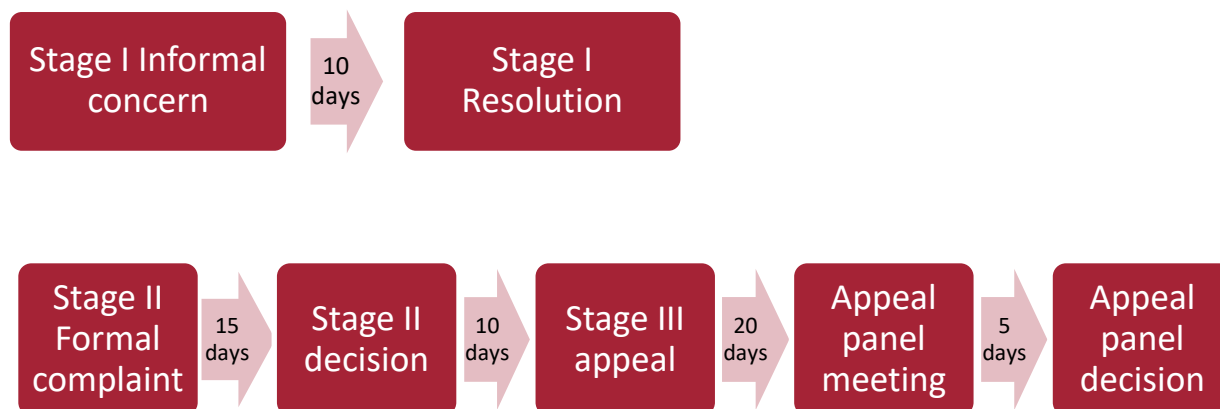 Stage I Informal
concern
10
days
Stage I
Resolution
Stage II
Formal
complaint
15
days
Stage II
decision
10
days
Stage III
appeal
20
days
Appeal
panel
meeting
5
days
Appeal
panel
decision